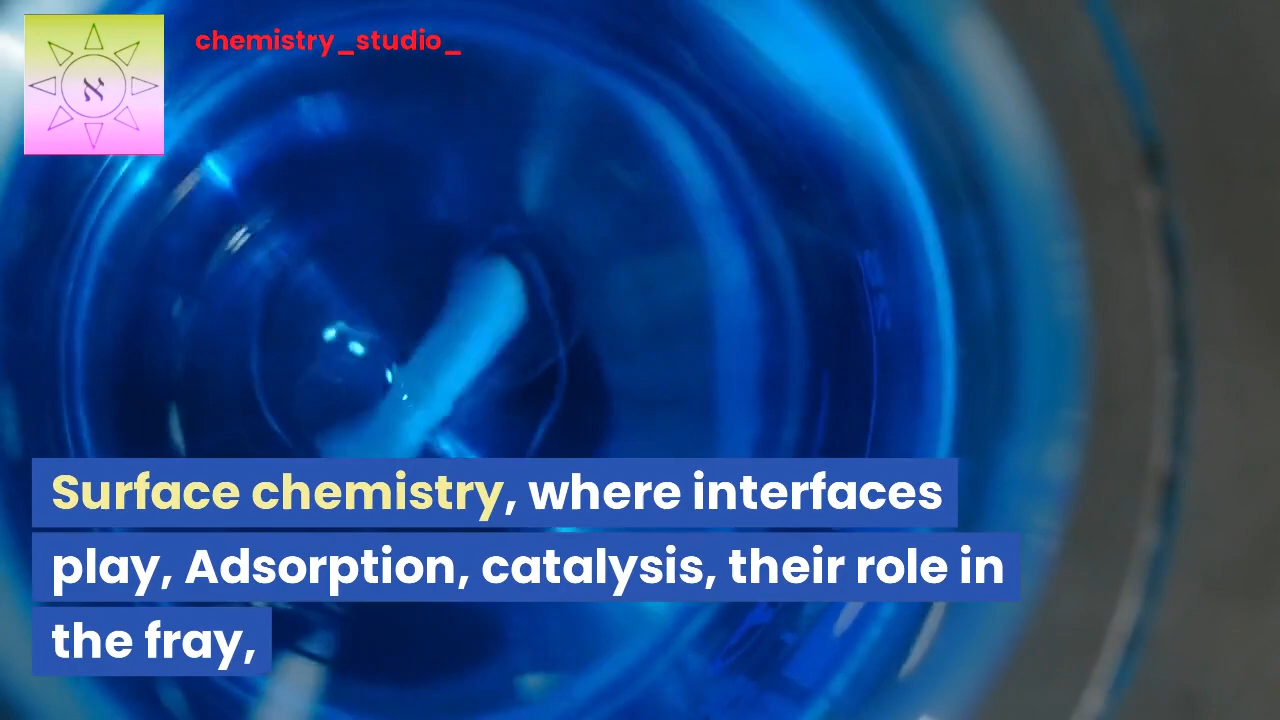 chemistry_studio_
א
Surface chemistry, where interfaces
play, Adsorption, catalysis, their role in
the fray,